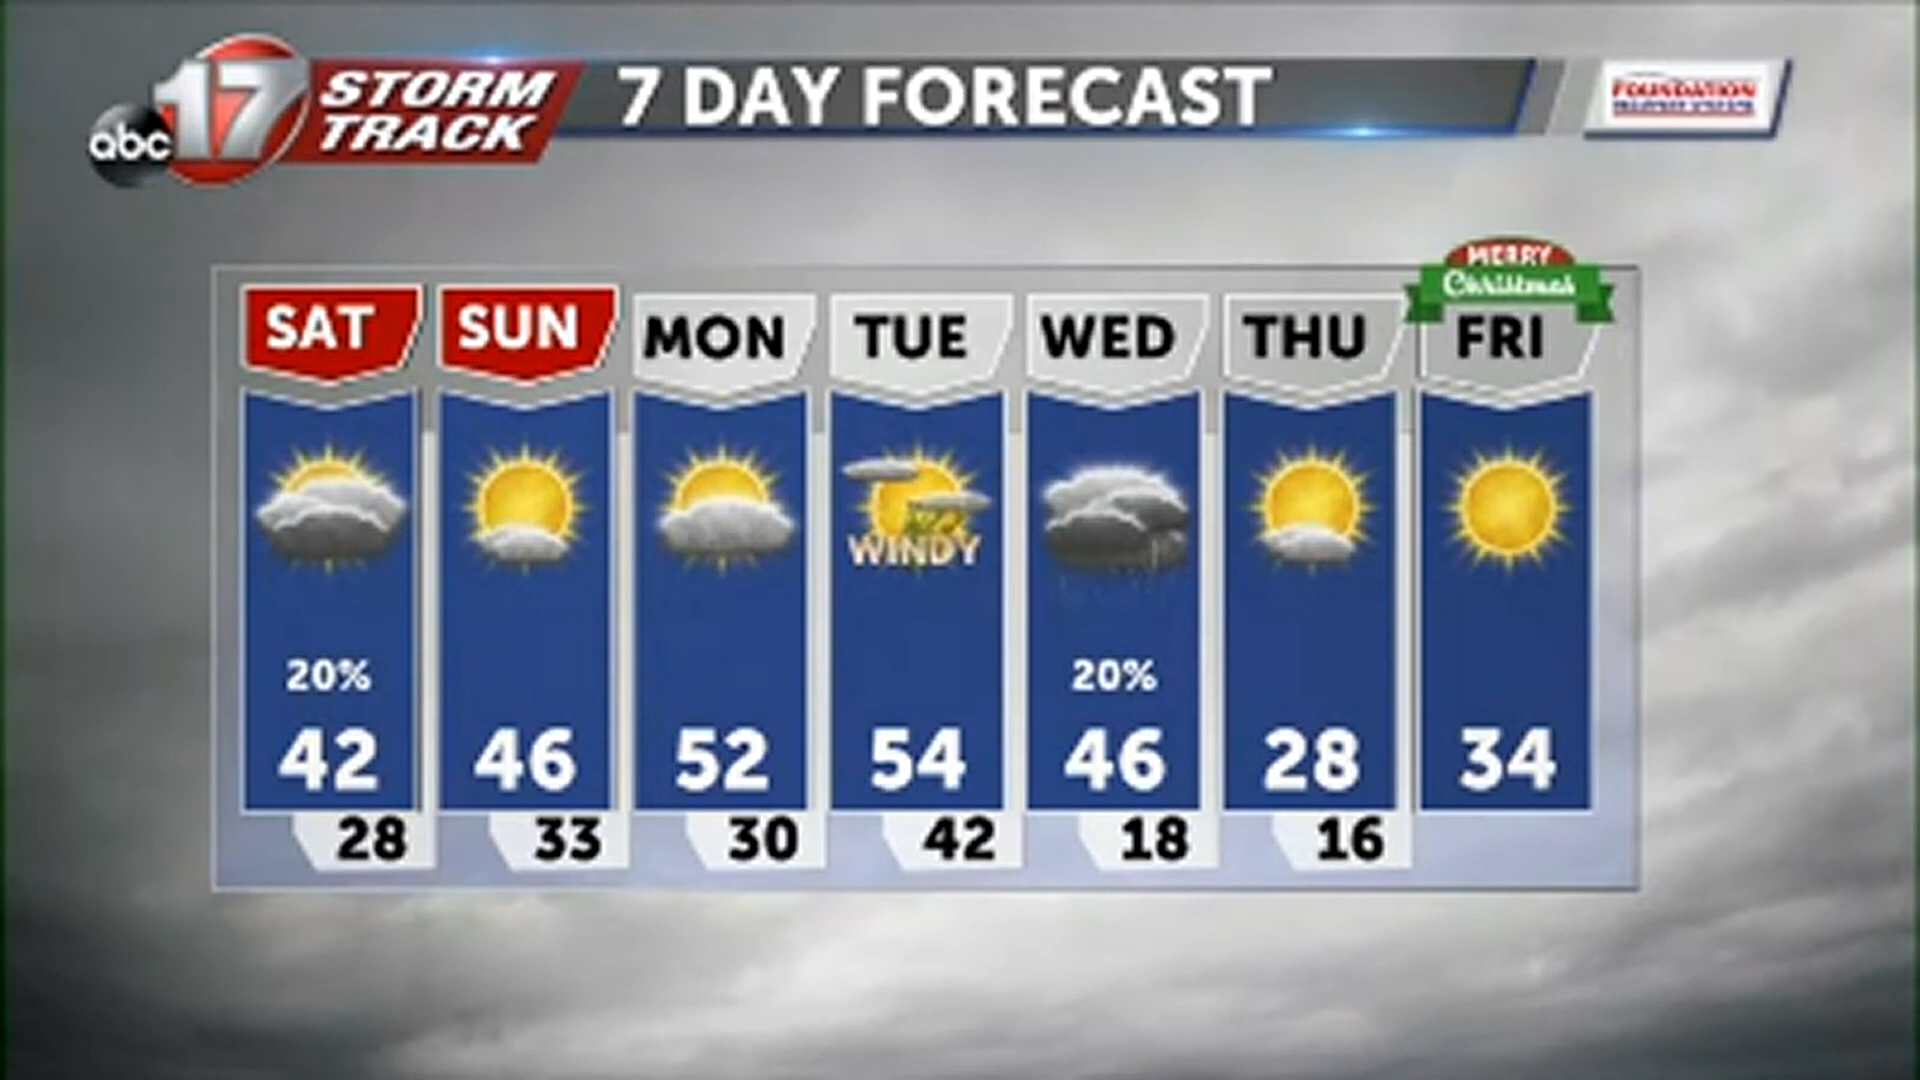 abc 17 STORM TRACK
7 DAY FORECAST
FOUNDATION
MERRY
Christmas
SAT SUN MON TUE WED THU FRI
WINDY
20% 20%
42 46 52 54 46 28 34
28 33 30 42 18 16